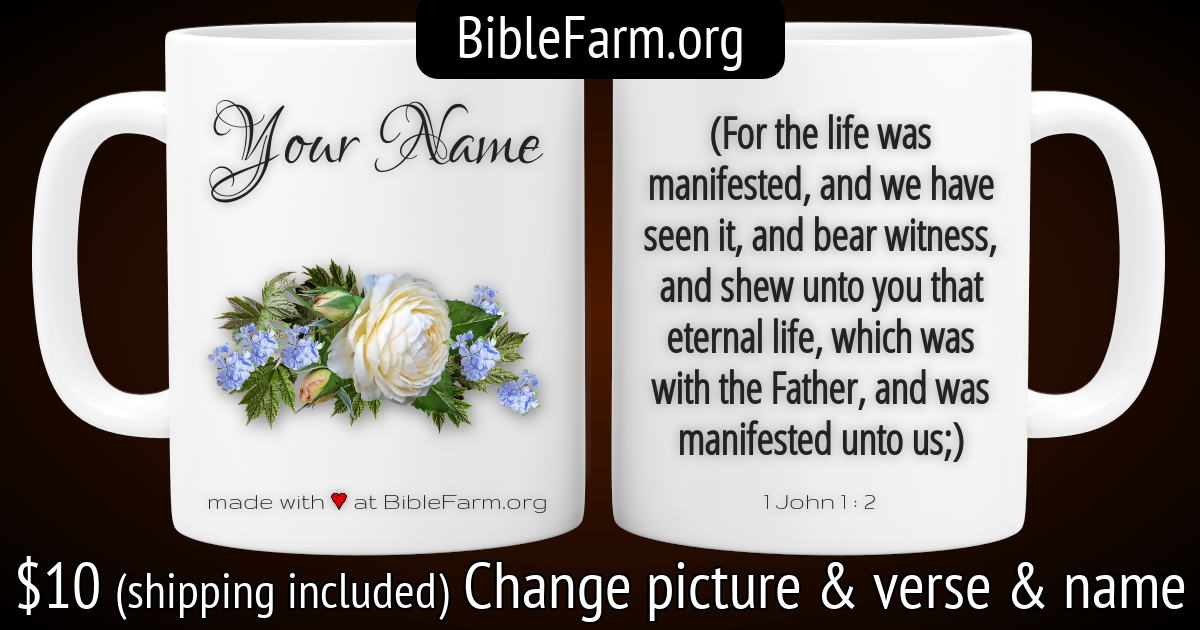 BibleFarm.org
Your Name
made with ♥ at BibleFarm.org
(For the life was
manifested, and we have
seen it, and bear witness,
and shew unto you that
eternal life, which was
with the Father, and was
manifested unto us;)
1 John 1 : 2
$10 (shipping included) Change picture & verse & name